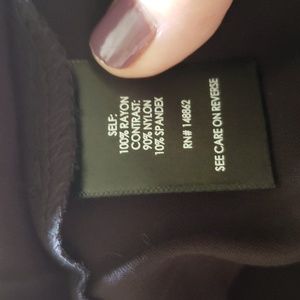 SELF:
100% RAYON
CONTRAST:
90% NYLON
10% SPANDEX
RN# 148862
SEE CARE ON REVERSE